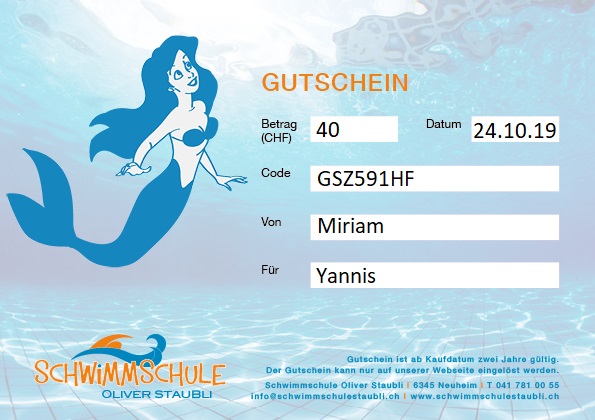 GUTSCHEIN
Betrag (CHF) 40 Datum 24.10.19
Code GSZ591HF
Von Miriam
Für Yannis
SCHWiMMSCHULE
OLIVER STAUBLI
Gutschein ist ab Kaufdatum zwei Jahre gültig.
Der Gutschein kann nur auf unserer Webseite eingelöst werden.
Schwimmschule Oliver Staubli I 6345 Neuheim I T 041 781 00 55
info@schwimmschulestaubli.ch I www.schwimmschulestaubli.ch